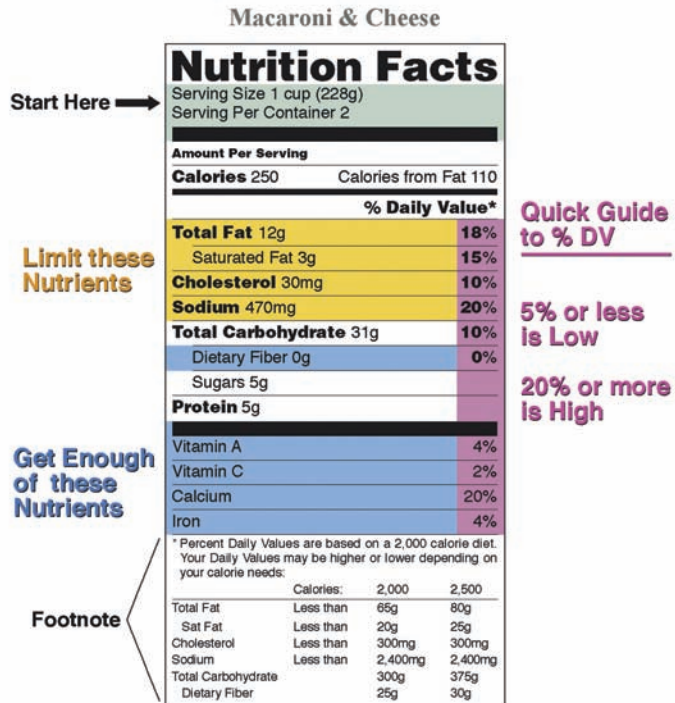 Macaroni & Cheese
Nutrition Facts
Start Here
Serving Size 1 cup (228g)
Serving Per Container 2
Amount Per Serving
Calories 250 Calories from Fat 110
% Daily Value*
Limit these
Nutrients
Total Fat 12g 18%
Saturated Fat 3g 15%
Cholesterol 30mg 10%
Sodium 470mg 20%
Total Carbohydrate 31g 10%
Dietary Fiber 0g 0%
Sugars 5g
Protein 5g
Quick Guide
to % DV
5% or less
is Low
20% or more
is High
Get Enough
of these
Nutrients
Vitamin A 4%
Vitamin C 2%
Calcium 20%
Iron 4%
Footnote
* Percent Daily Values are based on a 2,000 calorie diet.
Your Daily Values may be higher or lower depending on
your calorie needs:
Calories: 2,000 2,500
Total Fat Less than 65g 80g
Sat Fat Less than 20g 25g
Cholesterol Less than 300mg 300mg
Sodium Less than 2,400mg 2,400mg
Total Carbohydrate 300g 375g
Dietary Fiber 25g 30g